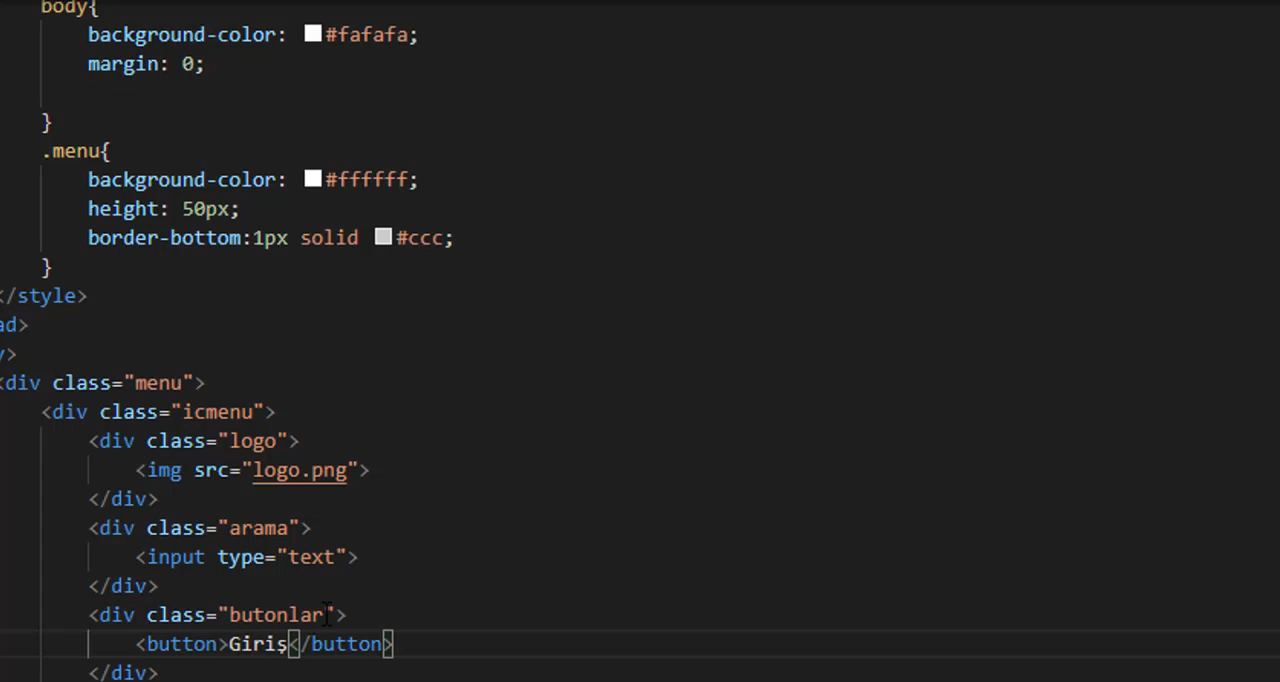 body{
background-color: #fafafa;
margin: 0;
}
.menu{
background-color: #ffffff;
height: 50px;
border-bottom:1px solid #ccc;
}
</style>
ad>
y>
<div class="menu">
<div class="icmenu">
<div class="logo">
<img src="logo.png">
</div>
<div class="arama">
<input type="text">
</div>
<div class="butonlar">
<button>Giriş</button>
</div>